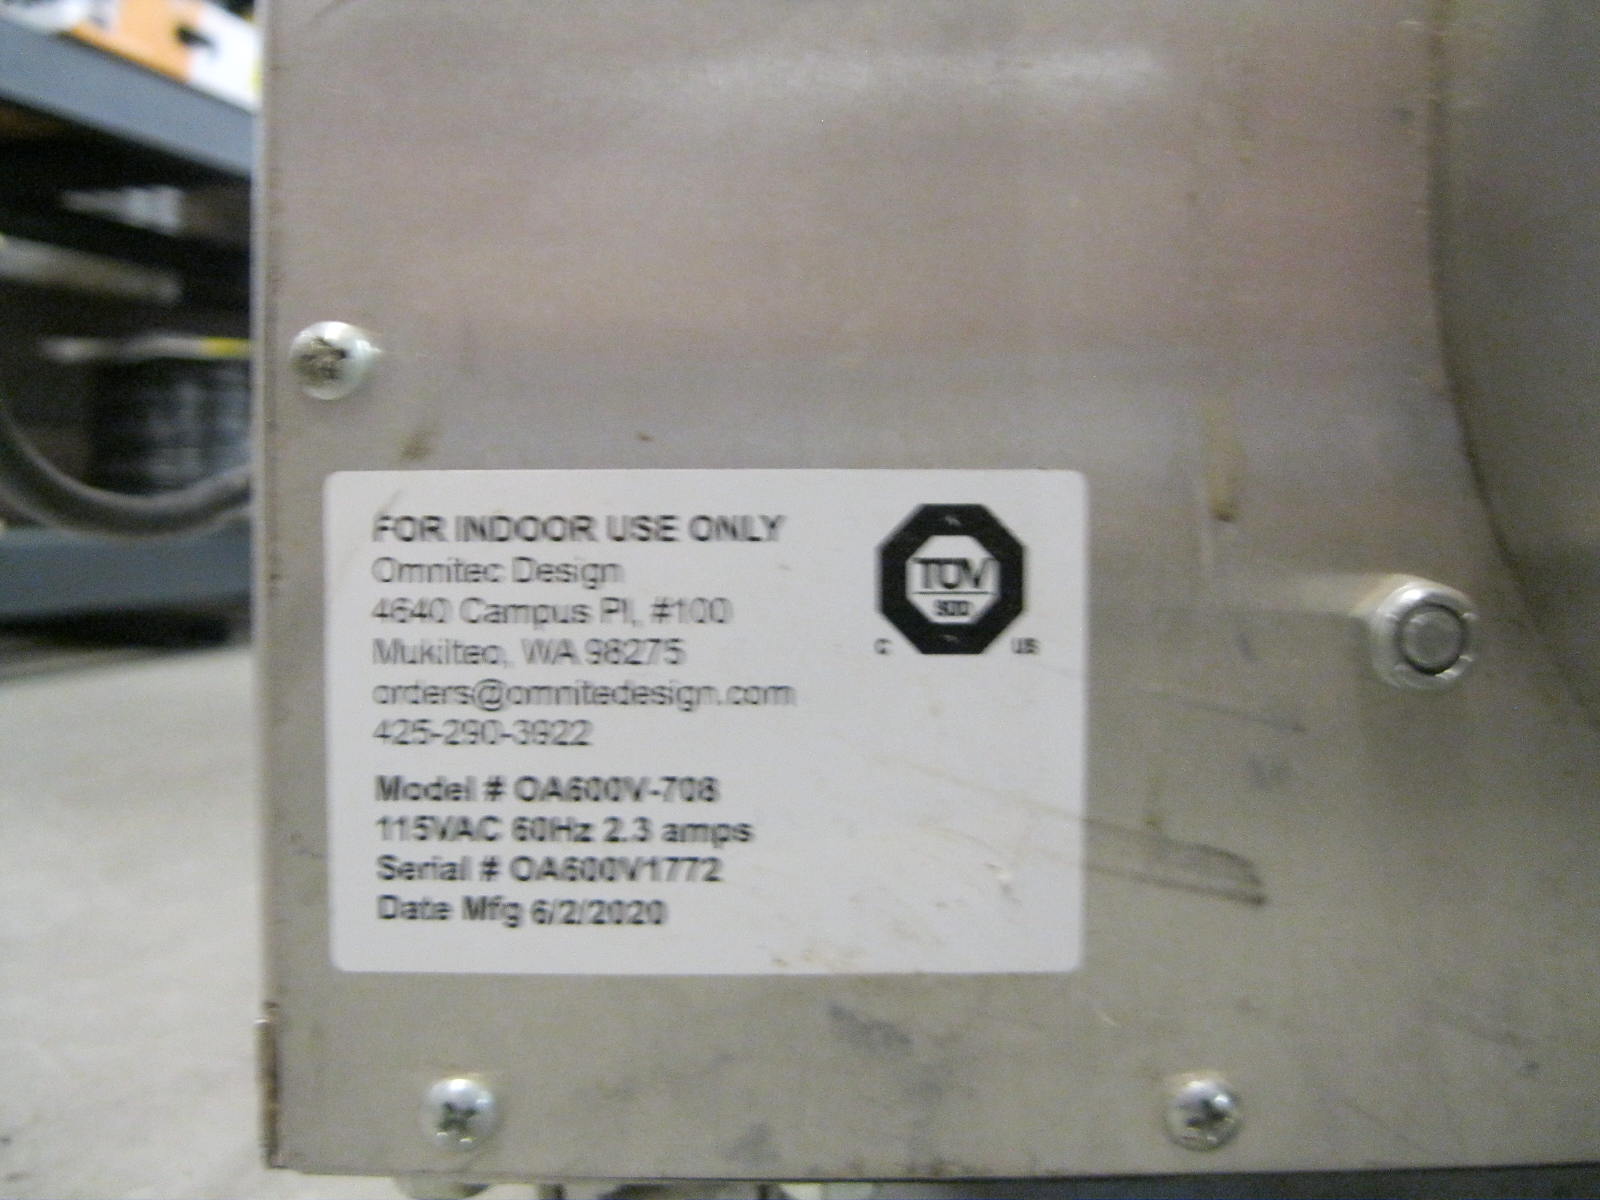 FOR INDOOR USE ONLY
Omnitec Design
4640 Campus Pl, #100
Mukilteo, WA 98275
orders@omnitedesign.com
425-290-3922
Model # OA600V-708
115VAC 60Hz 2.3 amps
Serial # OA600V1772
Date Mfg 6/2/2020
TÜV
SÜD
C US